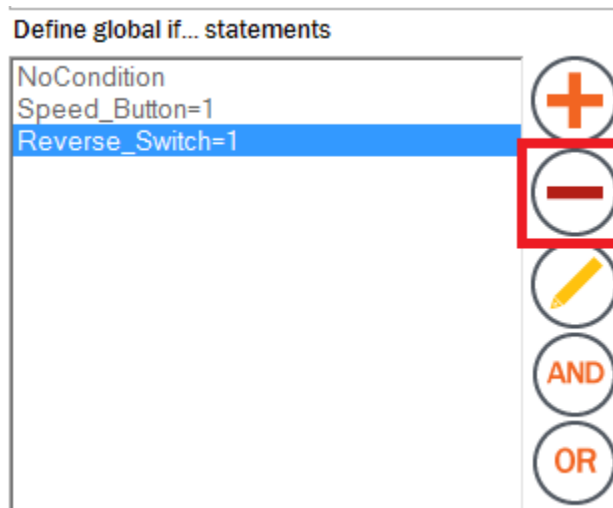 Define global if... statements
NoCondition
Speed_Button=1
Reverse_Switch=1
AND
OR